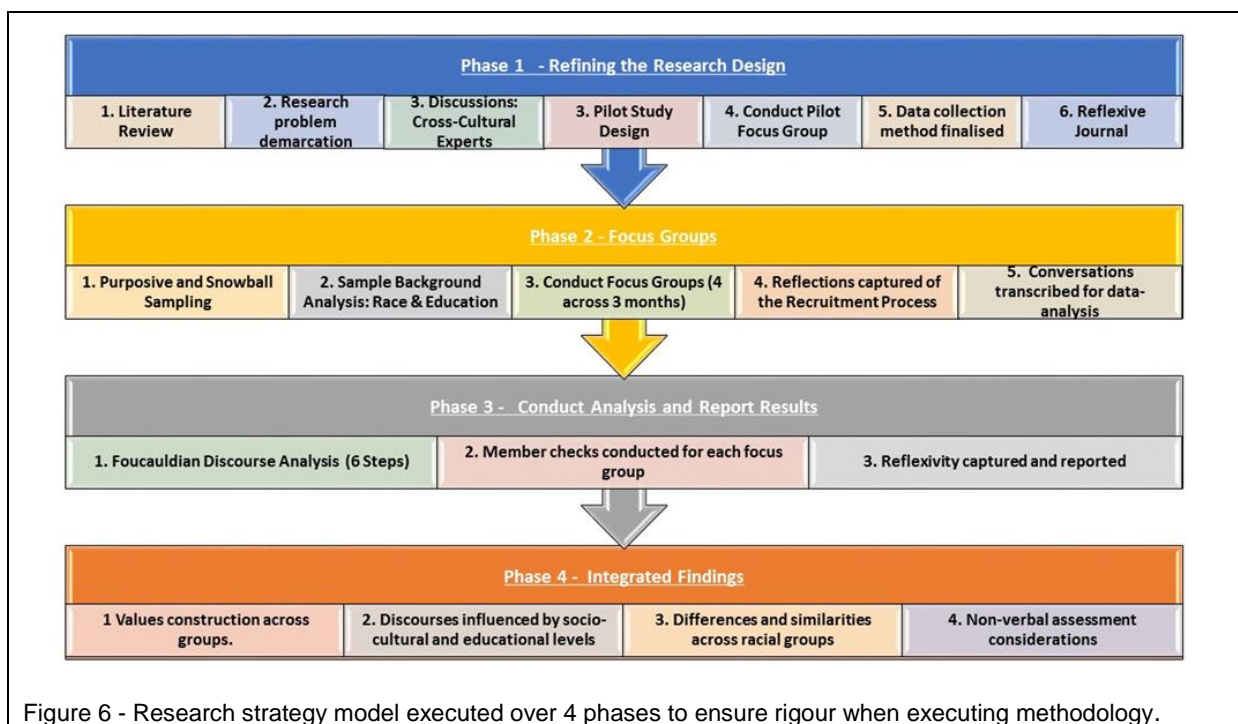 Phase 1 - Refining the Research Design
1. Literature
Review
2. Research
problem
demarcation
3. Discussions:
Cross-Cultural
Experts
3. Pilot Study
Design
4. Conduct Pilot
Focus Group
5. Data collection
method finalised
6. Reflexive
Journal
Phase 2 - Focus Groups
1. Purposive and Snowball
Sampling
2. Sample Background
Analysis: Race & Education
3. Conduct Focus Groups (4
across 3 months)
4. Reflections captured of
the Recruitment Process
5. Conversations
transcribed for data-
analysis
Phase 3 - Conduct Analysis and Report Results
1. Foucauldian Discourse Analysis (6 Steps)
2. Member checks conducted for each focus
group
3. Reflexivity captured and reported
Phase 4 - Integrated Findings
1 Values construction across
groups.
2. Discourses influenced by socio-
cultural and educational levels
3. Differences and similarities
across racial groups
4. Non-verbal assessment
considerations
Figure 6 - Research strategy model executed over 4 phases to ensure rigour when executing methodology.